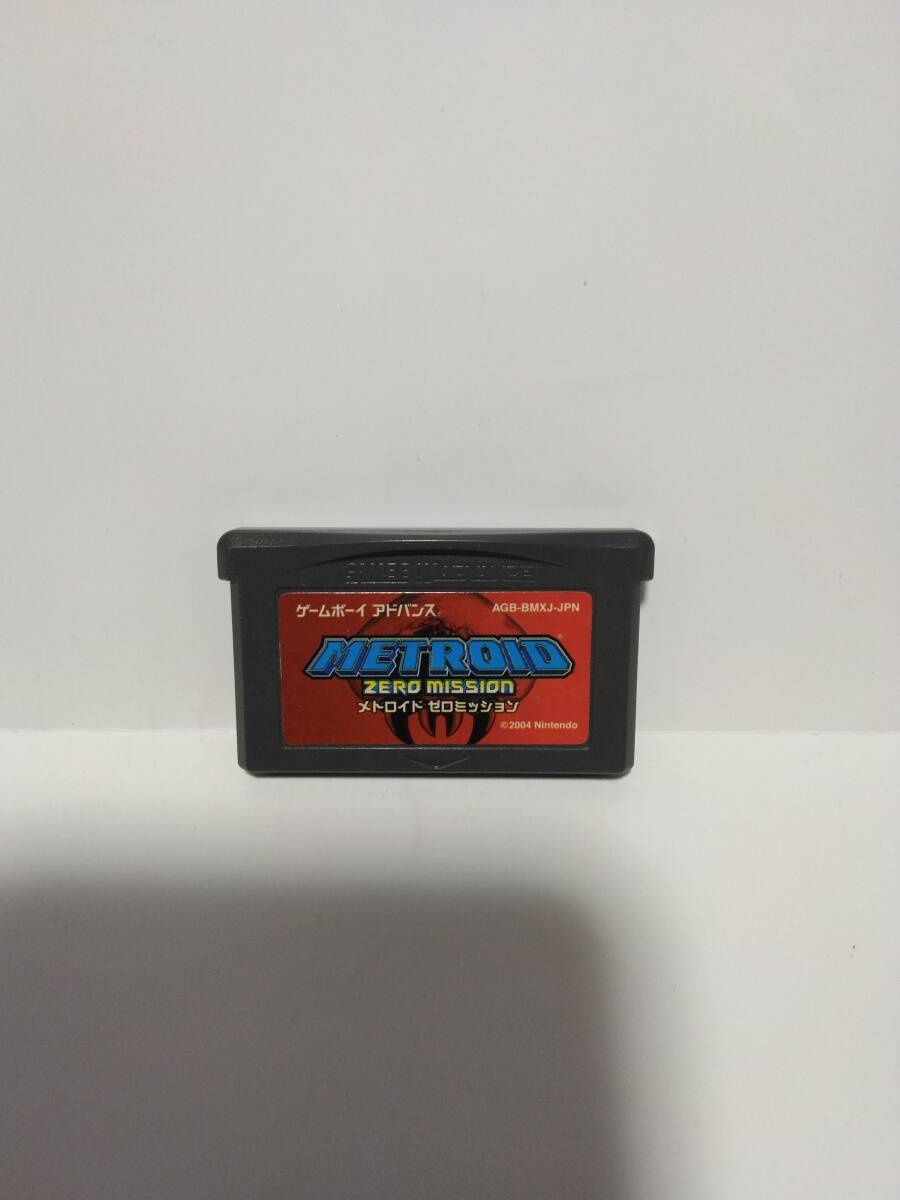 GAME BOY ADVANCE
ゲームボーイ アドバンス
AGB-BMXJ-JPN
METROID®
ZERO MISSION
メトロイド ゼロミッション
©2004 Nintendo